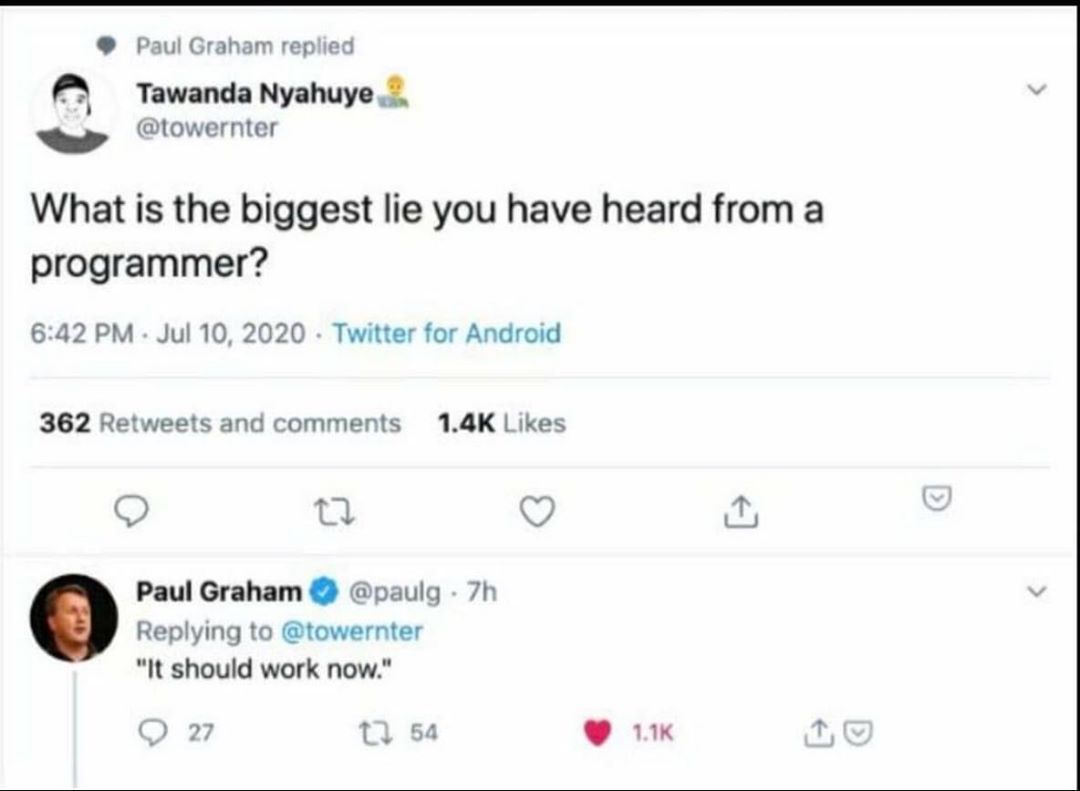 Paul Graham replied
Tawanda Nyahuye
@towernter
What is the biggest lie you have heard from a
programmer?
6:42 PM · Jul 10, 2020 · Twitter for Android
362 Retweets and comments 1.4K Likes
Paul Graham @paulg · 7h
Replying to @towernter
"It should work now."
27 54 1.1K